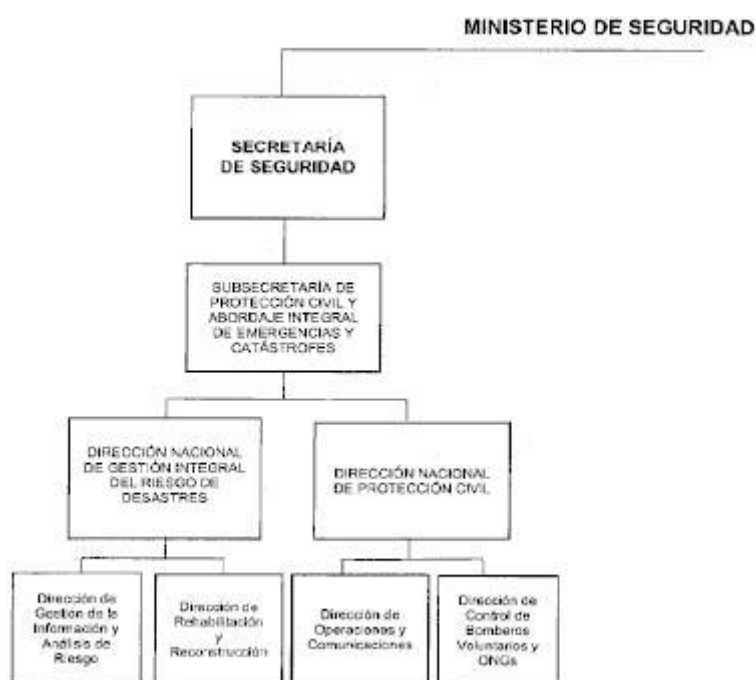 MINISTERIO DE SEGURIDAD
SECRETARÍA
DE SEGURIDAD
SUBSECRETARÍA DE
PROTECCIÓN CIVIL Y
ABORDAJE INTEGRAL
DE EMERGENCIAS Y
CATÁSTROFES
DIRECCIÓN NACIONAL
DE GESTIÓN INTEGRAL
DEL RIESGO DE
DESASTRES
DIRECCIÓN NACIONAL
DE PROTECCIÓN CIVIL
Dirección de
Gestión de la
Información y
Análisis de
Riesgo
Dirección de
Rehabilitación
y
Reconstrucción
Dirección de
Operaciones y
Comunicaciones
Dirección de
Control de
Bomberos
Voluntarios y
ONGs